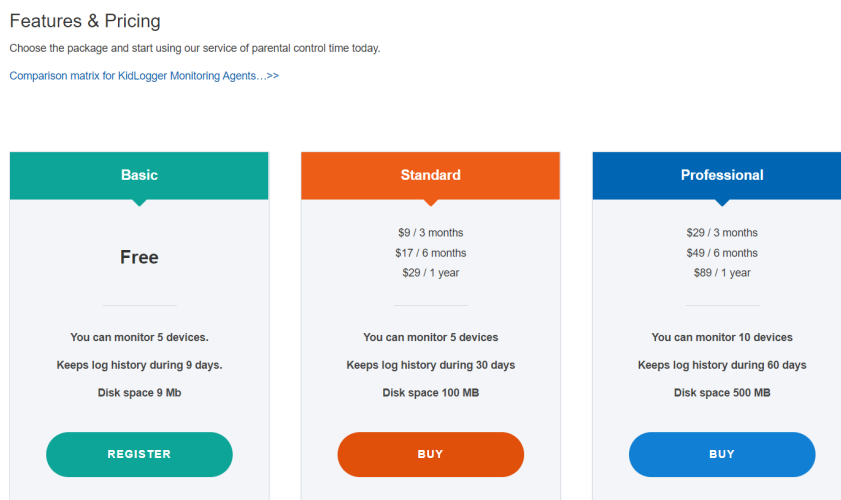 Features & Pricing
Choose the package and start using our service of parental control time today.
Comparison matrix for KidLogger Monitoring Agents...>>
Basic
Free
You can monitor 5 devices.
Keeps log history during 9 days.
Disk space 9 Mb
REGISTER
Standard
$9 / 3 months
$17 / 6 months
$29 / 1 year
You can monitor 5 devices
Keeps log history during 30 days
Disk space 100 MB
BUY
Professional
$29 / 3 months
$49 / 6 months
$89 / 1 year
You can monitor 10 devices
Keeps log history during 60 days
Disk space 500 MB
BUY